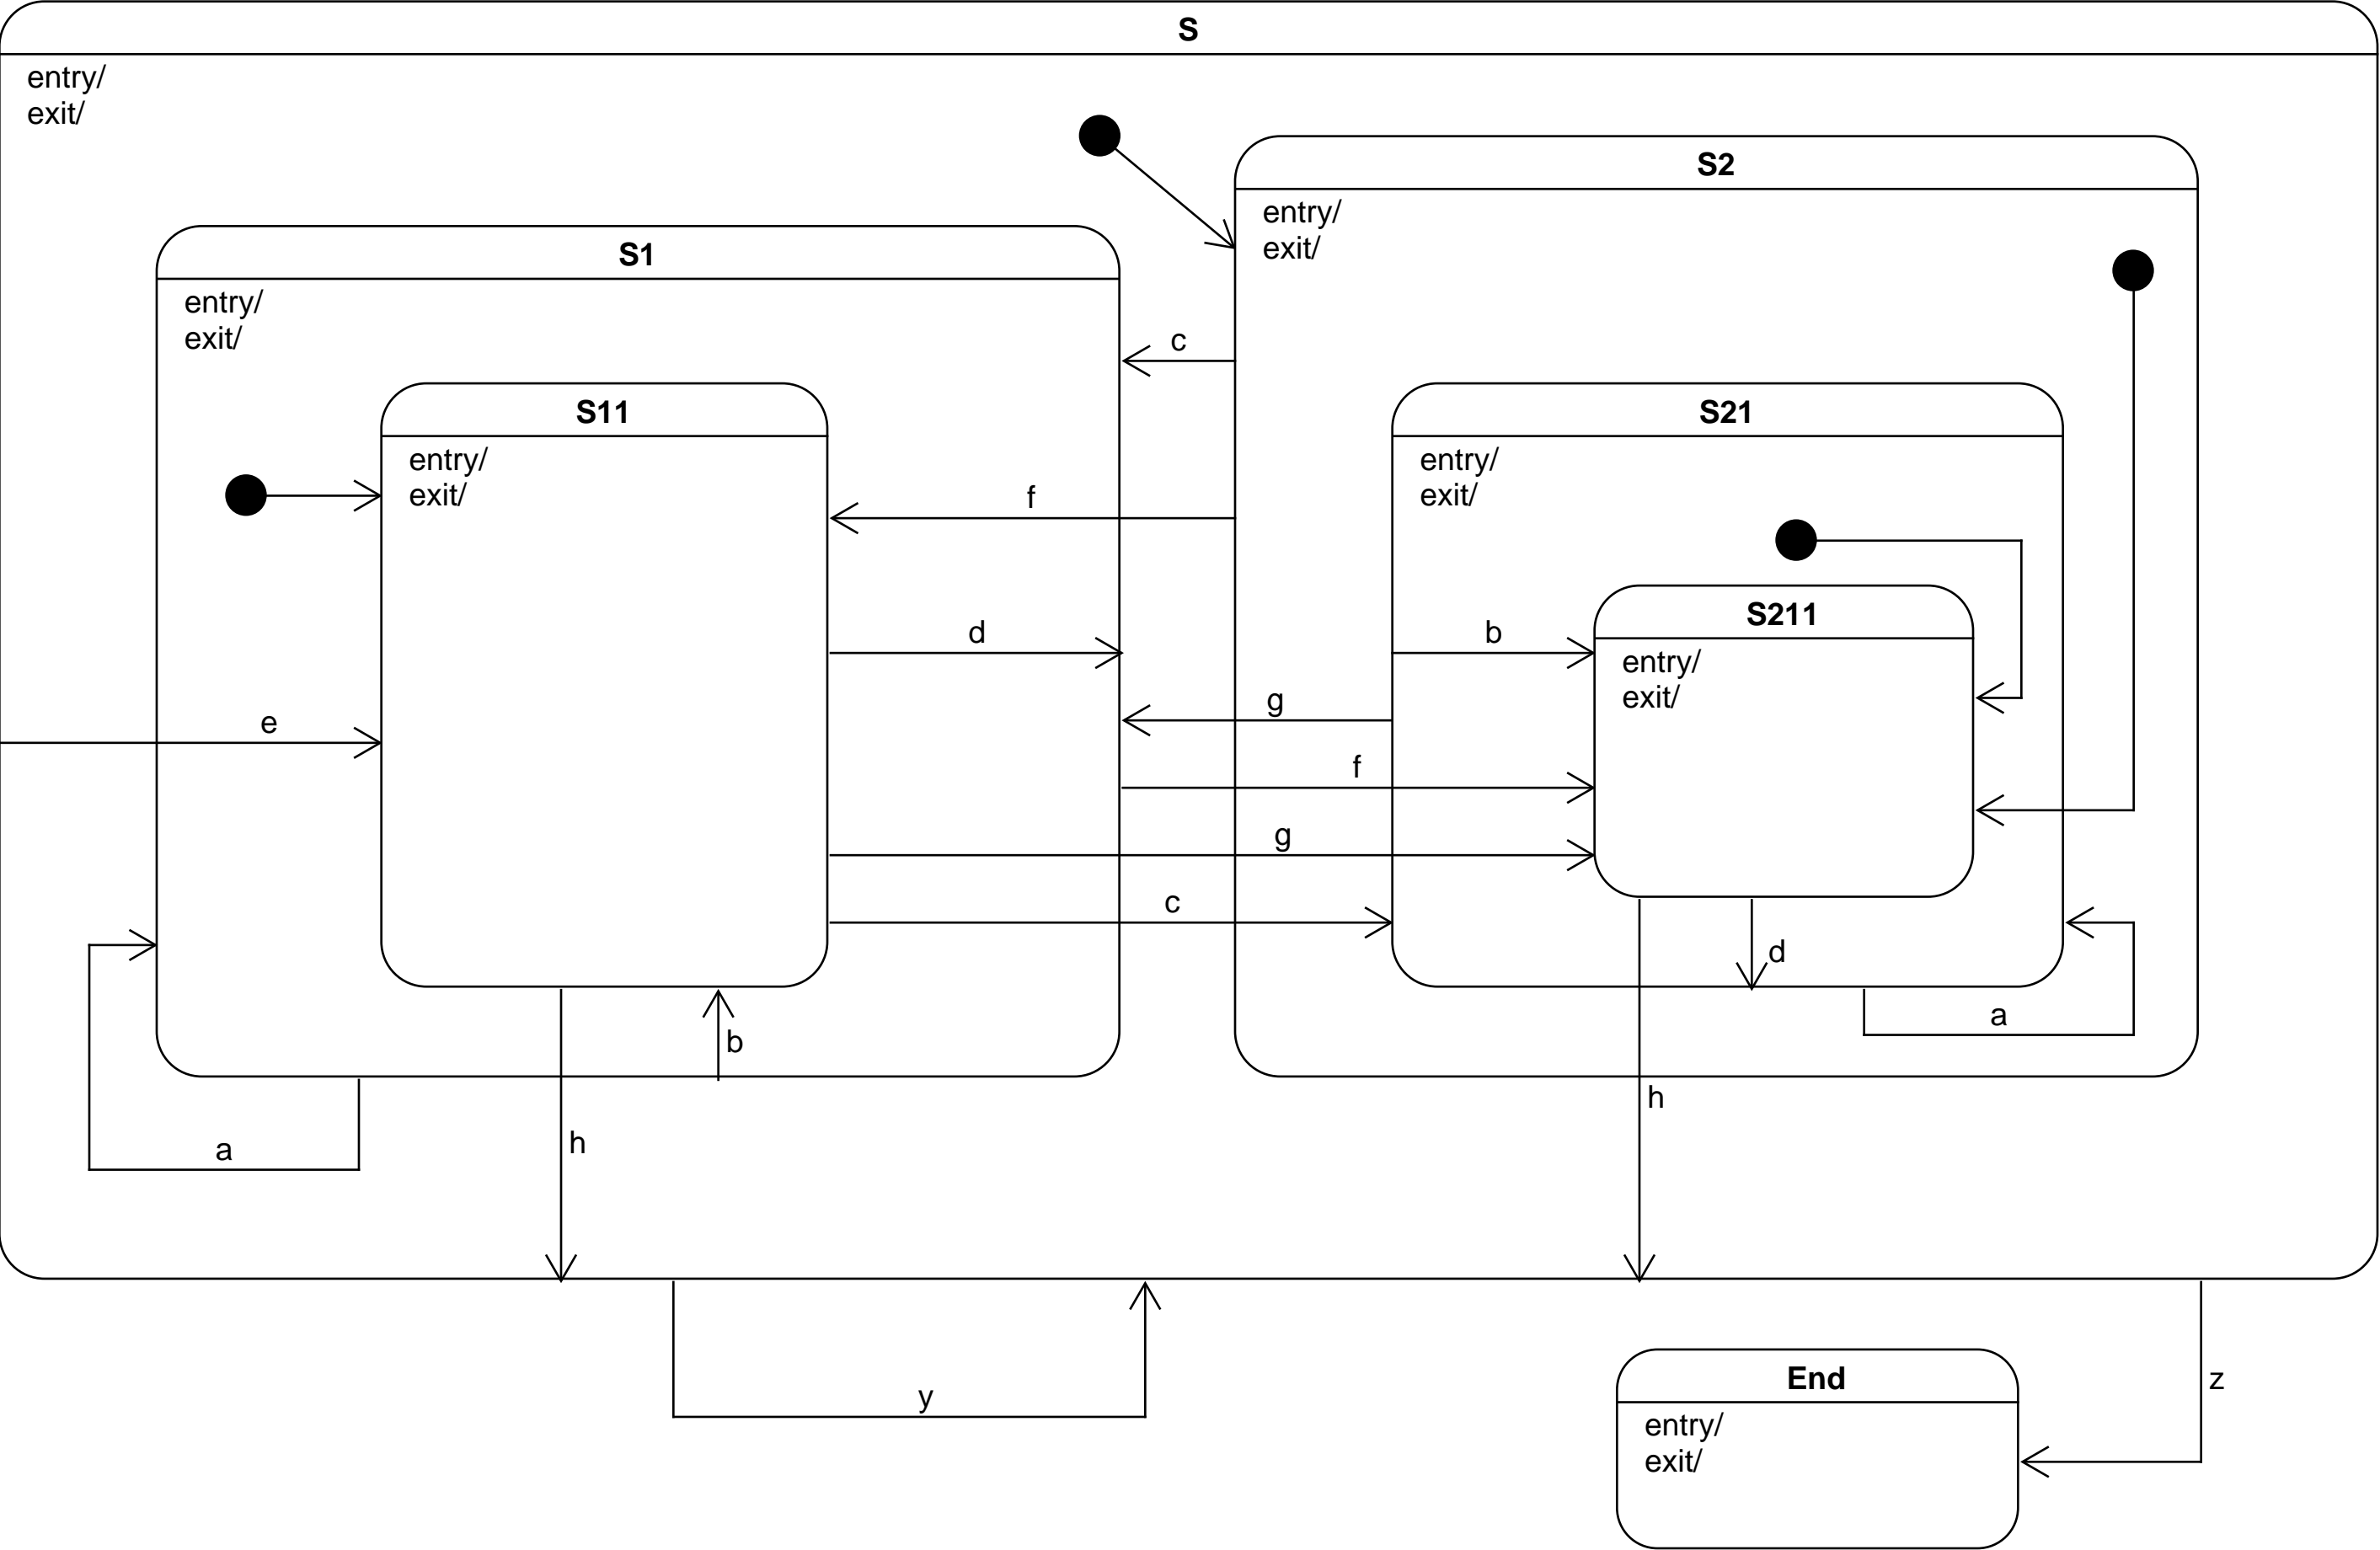 S
entry/
exit/
S2
entry/
exit/
S1
entry/
exit/
c
S11
entry/
exit/
S21
entry/
exit/
f
S211
entry/
exit/
d
b
g
e
f
g
c
d
a
b
h
h
a
y
End
entry/
exit/
z